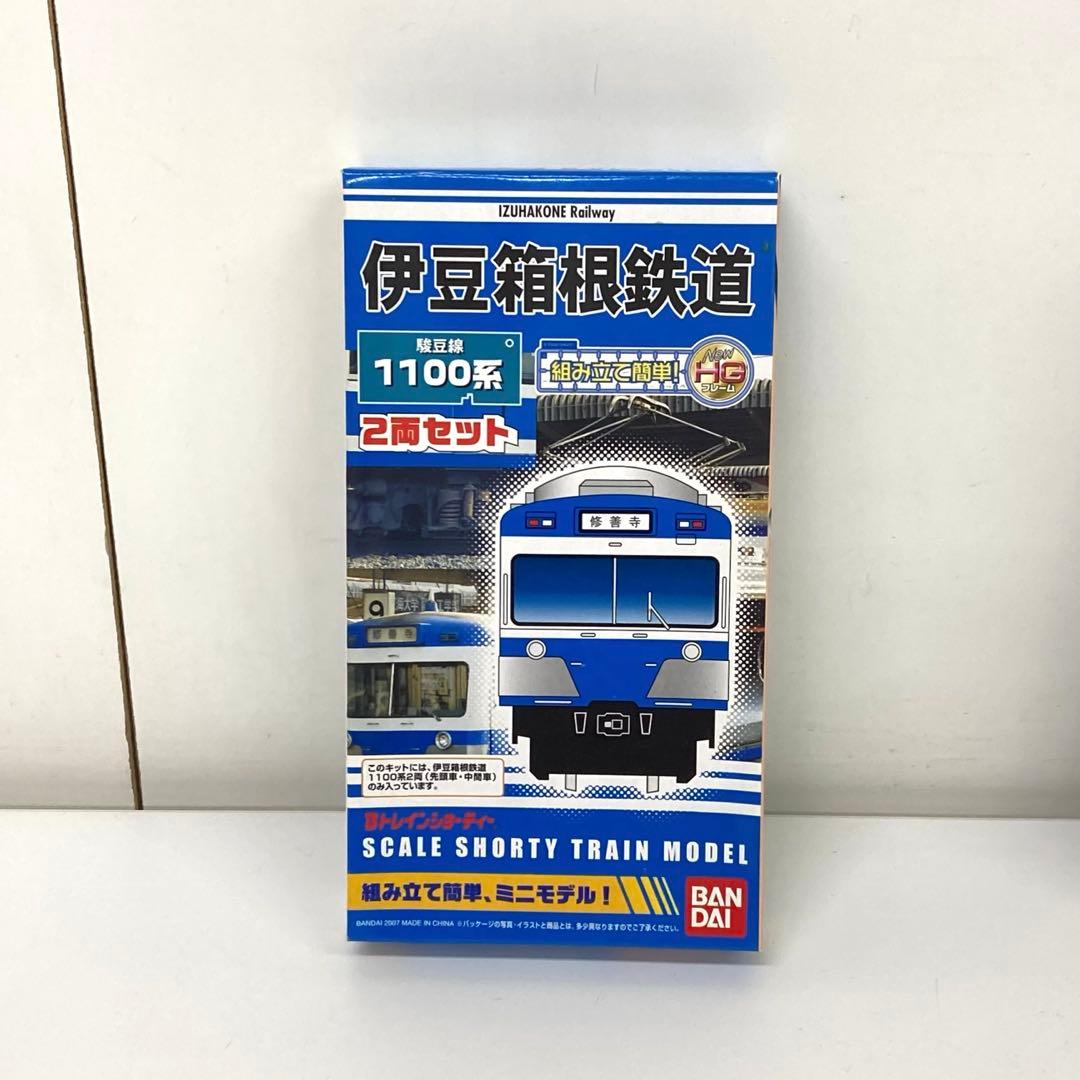 IZUHAKONE Railway
伊豆箱根鉄道
駿豆線
1100系
組み立て簡単!
New
HG
フレーム
2両セット
修善寺
9
修善寺
このキットには、伊豆箱根鉄道
1100系2両(先頭車・中間車)
のみ入っています。
Bトレインショーティー
SCALE SHORTY TRAIN MODEL
組み立て簡単、ミニモデル!
BAN
DAI
BANDAI 2007 MADE IN CHINA ※パッケージの写真・イラストと商品とは、多少異なりますのでご了承ください。